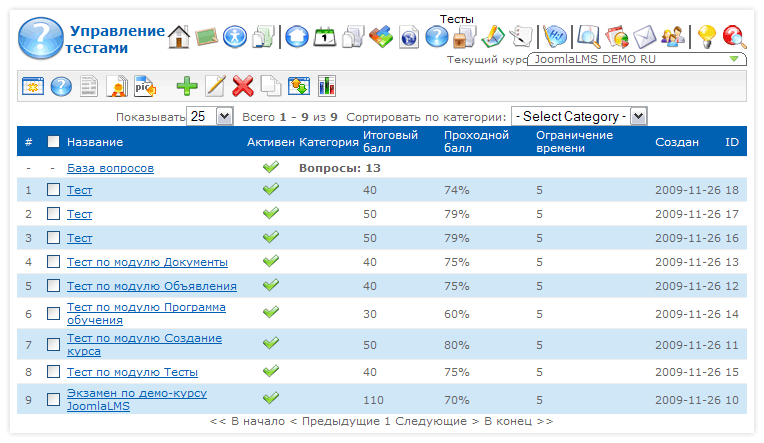 Тесты
Управление
тестами
Текущий курс JoomlaLMS DEMO RU
Показывать 25 Всего 1 - 9 из 9 Сортировать по категории: - Select Category -
# Название Активен Категория Итоговый балл Проходной балл Ограничение времени Создан ID
- - База вопросов Вопросы: 13
1 Тест 40 74% 5 2009-11-26 18
2 Тест 50 79% 5 2009-11-26 17
3 Тест 50 79% 5 2009-11-26 16
4 Тест по модулю Документы 40 75% 5 2009-11-26 13
5 Тест по модулю Объявления 40 75% 5 2009-11-26 12
6 Тест по модулю Программа обучения 30 60% 5 2009-11-26 14
7 Тест по модулю Создание курса 50 80% 5 2009-11-26 11
8 Тест по модулю Тесты 40 75% 5 2009-11-26 15
9 Экзамен по демо-курсу JoomlaLMS 110 70% 5 2009-11-26 10
<< В начало < Предыдущие 1 Следующие > В конец >>